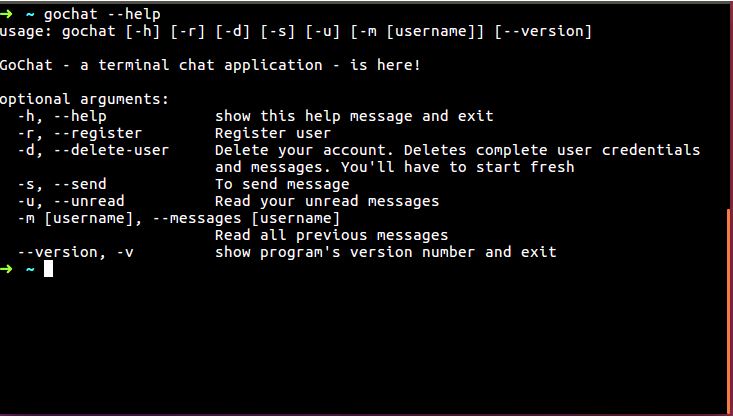 ➜  ~ gochat --help
usage: gochat [-h] [-r] [-d] [-s] [-u] [-m [username]] [--version]

GoChat - a terminal chat application - is here!

optional arguments:
  -h, --help            show this help message and exit
  -r, --register        Register user
  -d, --delete-user     Delete your account. Deletes complete user credentials
                        and messages. You'll have to start fresh
  -s, --send            To send message
  -u, --unread          Read your unread messages
  -m [username], --messages [username]
                        Read all previous messages
  --version, -v         show program's version number and exit
➜  ~